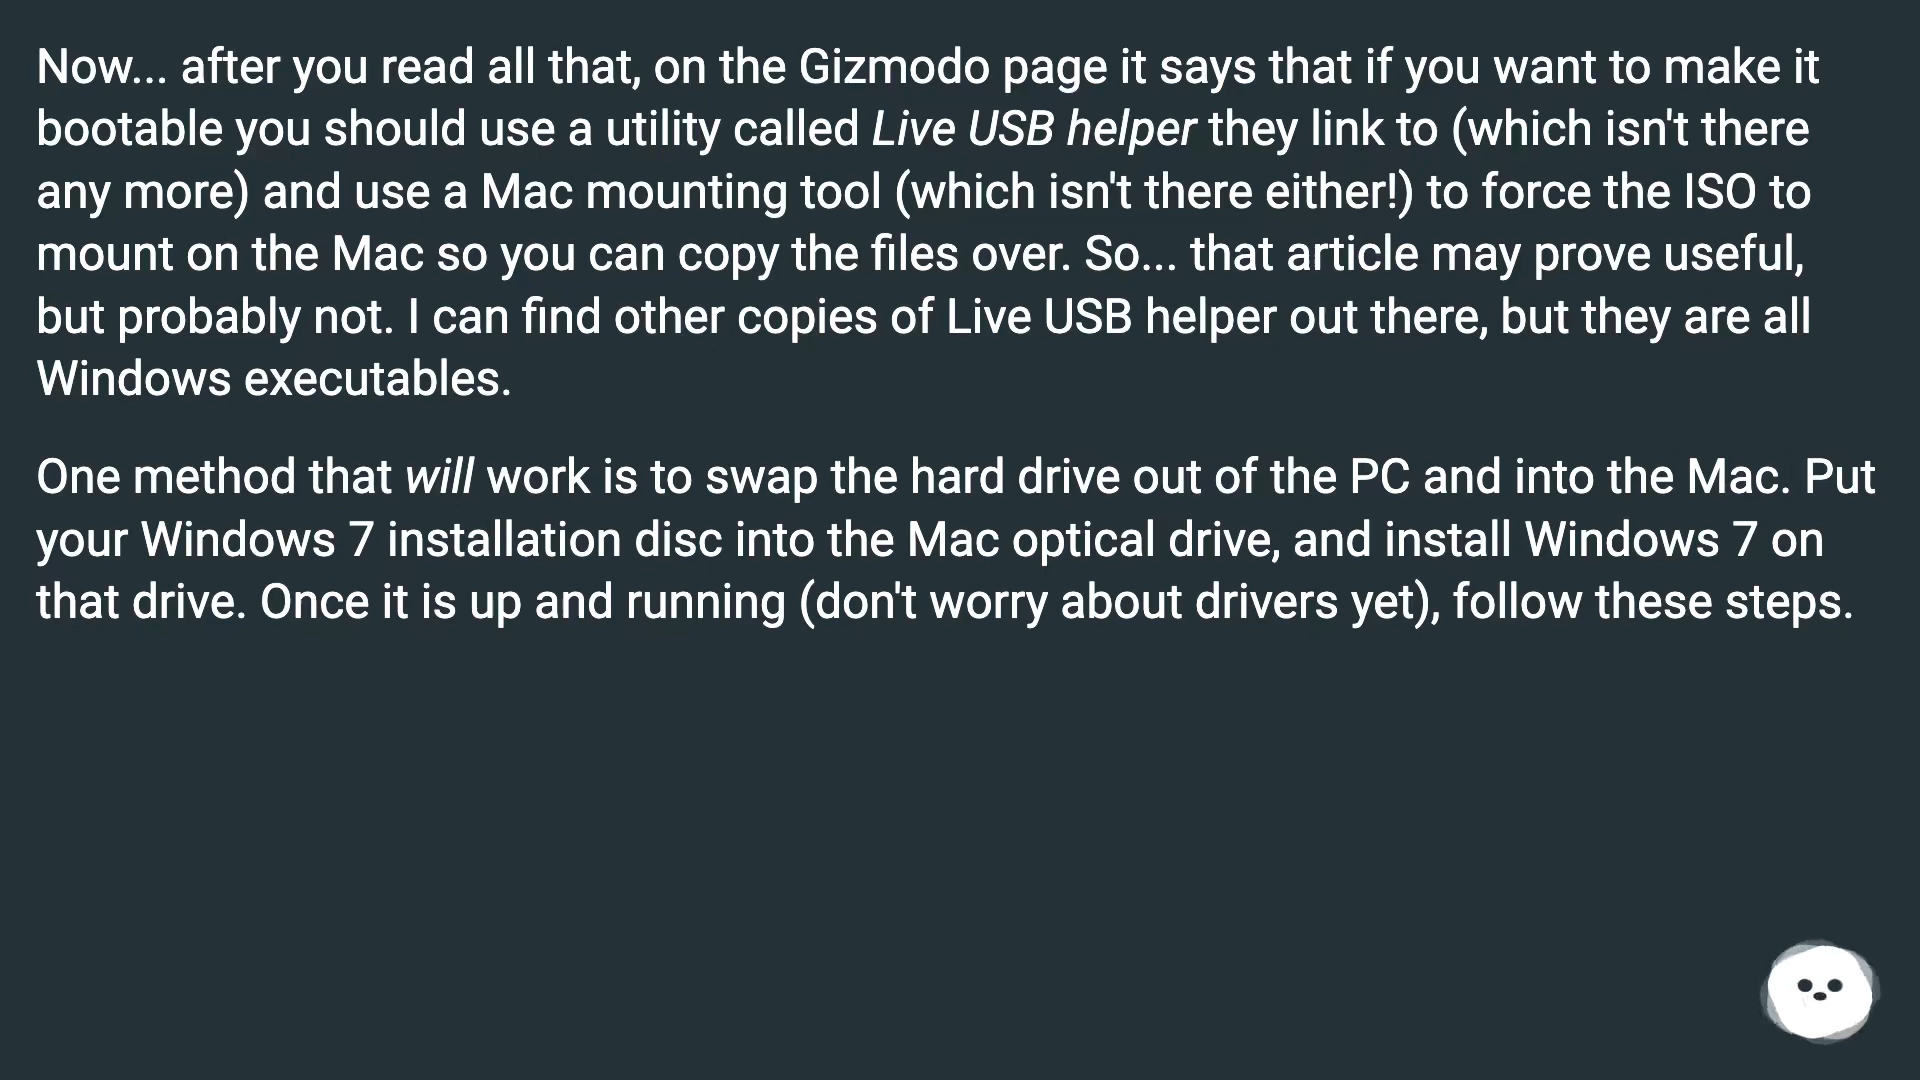 Now... after you read all that, on the Gizmodo page it says that if you want to make it
bootable you should use a utility called Live USB helper they link to (which isn't there
any more) and use a Mac mounting tool (which isn't there either!) to force the ISO to
mount on the Mac so you can copy the files over. So... that article may prove useful,
but probably not. I can find other copies of Live USB helper out there, but they are all
Windows executables.
One method that will work is to swap the hard drive out of the PC and into the Mac. Put
your Windows 7 installation disc into the Mac optical drive, and install Windows 7 on
that drive. Once it is up and running (don't worry about drivers yet), follow these steps.